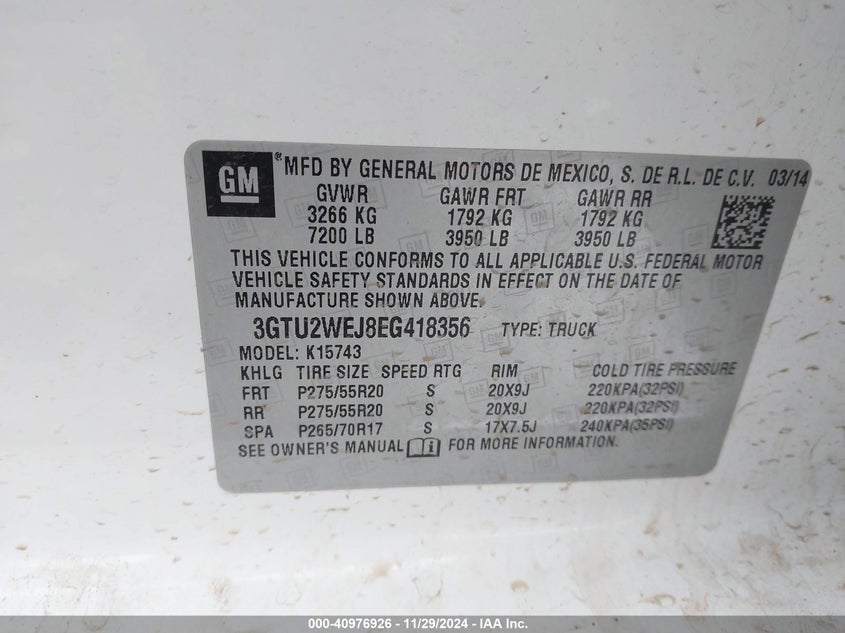 GM ® MFD BY GENERAL MOTORS DE MEXICO, S. DE R.L. DE C.V. 03/14
GVWR GAWR FRT GAWR RR
3266 KG 1792 KG 1792 KG
7200 LB 3950 LB 3950 LB
THIS VEHICLE CONFORMS TO ALL APPLICABLE U.S. FEDERAL MOTOR
VEHICLE SAFETY STANDARDS IN EFFECT ON THE DATE OF
MANUFACTURE SHOWN ABOVE.
3GTU2WEJ8EG418356 TYPE: TRUCK
MODEL: K15743
KHLG TIRE SIZE SPEED RTG RIM COLD TIRE PRESSURE
FRT P275/55R20 S 20X9J 220KPA(32PSI)
RR P275/55R20 S 20X9J 220KPA(32PSI)
SPA P265/70R17 S 17X7.5J 240KPA(35PSI)
SEE OWNER'S MANUAL i FOR MORE INFORMATION.
000-40976926 - 11/29/2024 - IAA Inc.